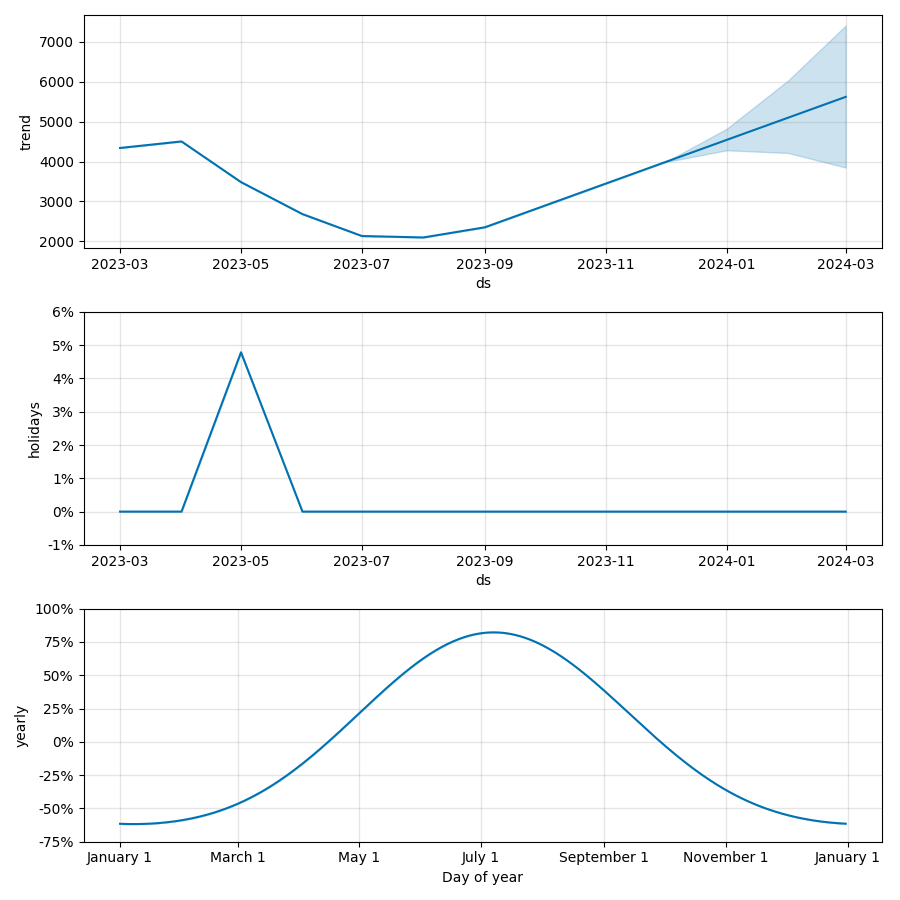 7000
6000
5000
4000
3000
2000
trend
2023-03 2023-05 2023-07 2023-09 2023-11 2024-01 2024-03
ds
6%
5%
4%
3%
2%
1%
0%
-1%
holidays
2023-03 2023-05 2023-07 2023-09 2023-11 2024-01 2024-03
ds
100%
75%
50%
25%
0%
-25%
-50%
-75%
yearly
January 1 March 1 May 1 July 1 September 1 November 1 January 1
Day of year